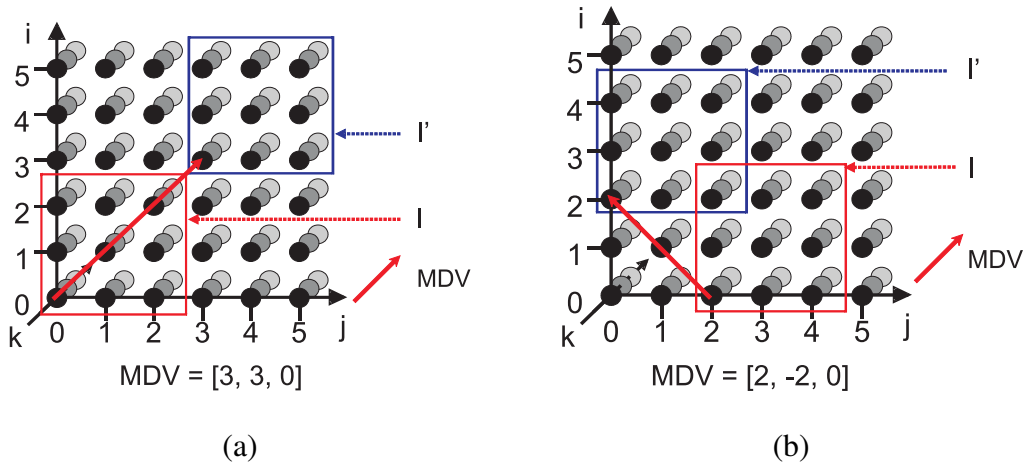 i
5
4
3
2
1
0
k
0 1 2 3 4 5
j
I'
I
MDV
MDV = [3, 3, 0]
(a)
i
5
4
3
2
1
0
k
0 1 2 3 4 5
j
I'
I
MDV
MDV = [2, -2, 0]
(b)